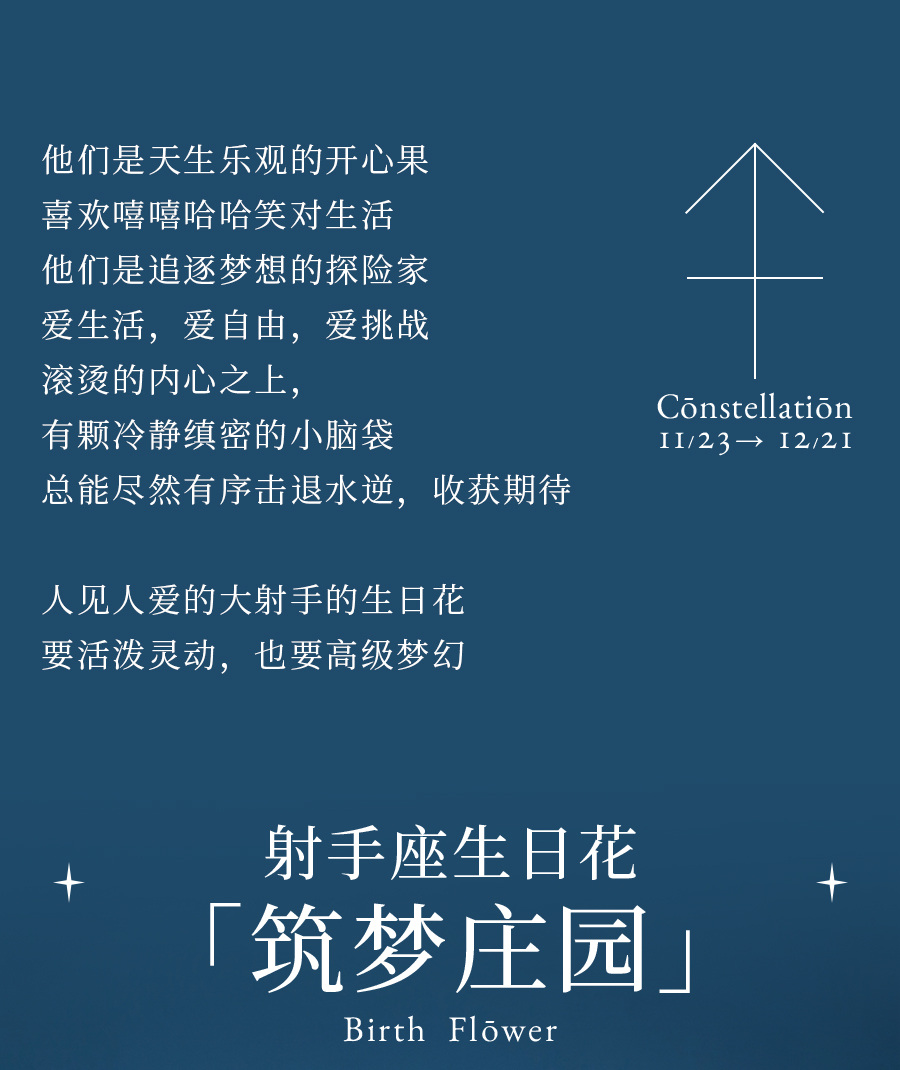 他们是天生乐观的开心果
喜欢嘻嘻哈哈笑对生活
他们是追逐梦想的探险家
爱生活，爱自由，爱挑战
滚烫的内心之上，
有颗冷静缜密的小脑袋
总能尽然有序击退水逆，收获期待
Cōnstellatiōn
11/23→ 12/21
人见人爱的大射手的生日花
要活泼灵动，也要高级梦幻
射手座生日花
「筑梦庄园」
Birth Flōwer